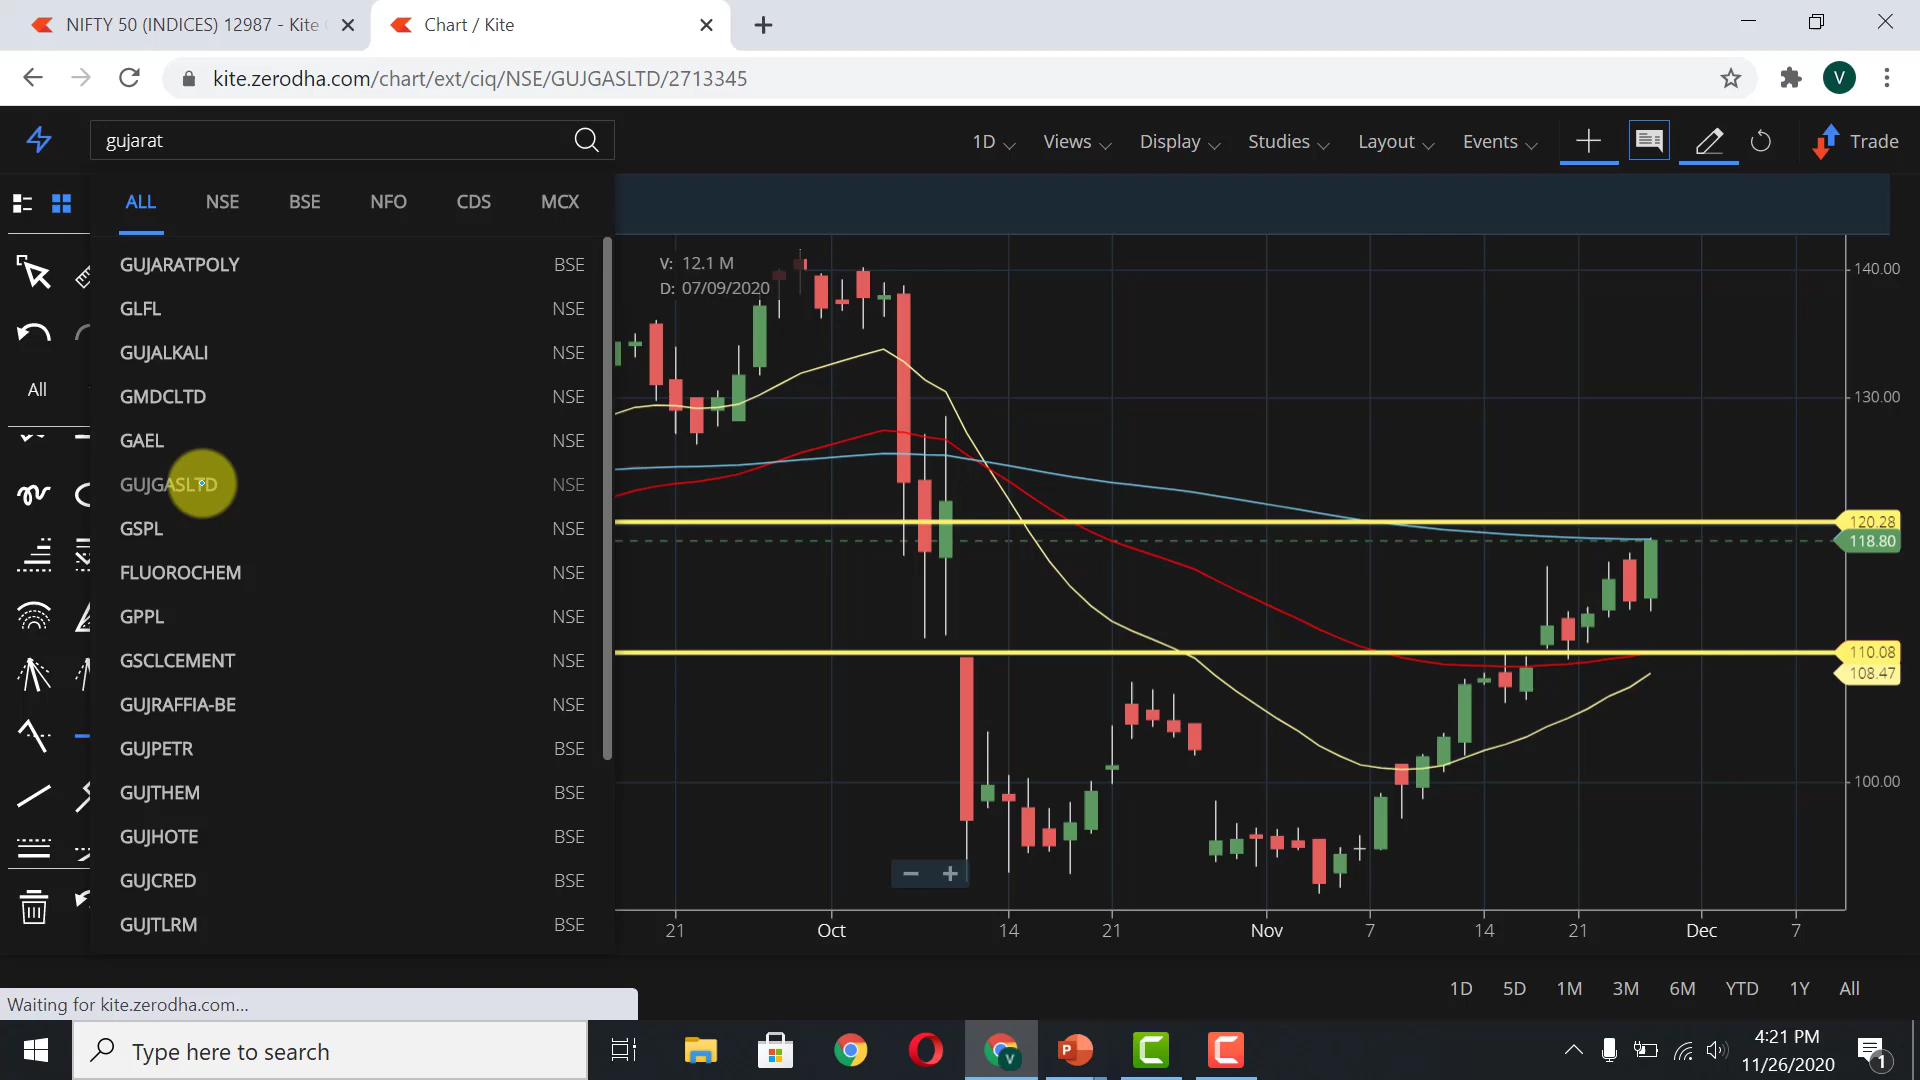 NIFTY 50 (INDICES) 12987 - Kite
Chart / Kite
kite.zerodha.com/chart/ext/ciq/NSE/GUJGASLTD/2713345
V
gujarat
1D
Views
Display
Studies
Layout
Events
Trade
ALL
NSE
BSE
NFO
CDS
MCX
GUJARATPOLY BSE
GLFL NSE
GUJALKALI NSE
GMDCLTD NSE
GAEL NSE
GUJGASLTD NSE
GSPL NSE
FLUOROCHEM NSE
GPPL NSE
GSCLCEMENT NSE
GUJRAFFIA-BE NSE
GUJPETR BSE
GUJTHEM BSE
GUJHOTE BSE
GUJCRED BSE
GUJTLRM BSE
All
V: 12.1 M
D: 07/09/2020
140.00
130.00
120.28
118.80
110.08
108.47
100.00
21
Oct
14
21
Nov
7
14
21
Dec
7
1D
5D
1M
3M
6M
YTD
1Y
All
Waiting for kite.zerodha.com...
Type here to search
V
P
4:21 PM
11/26/2020
1